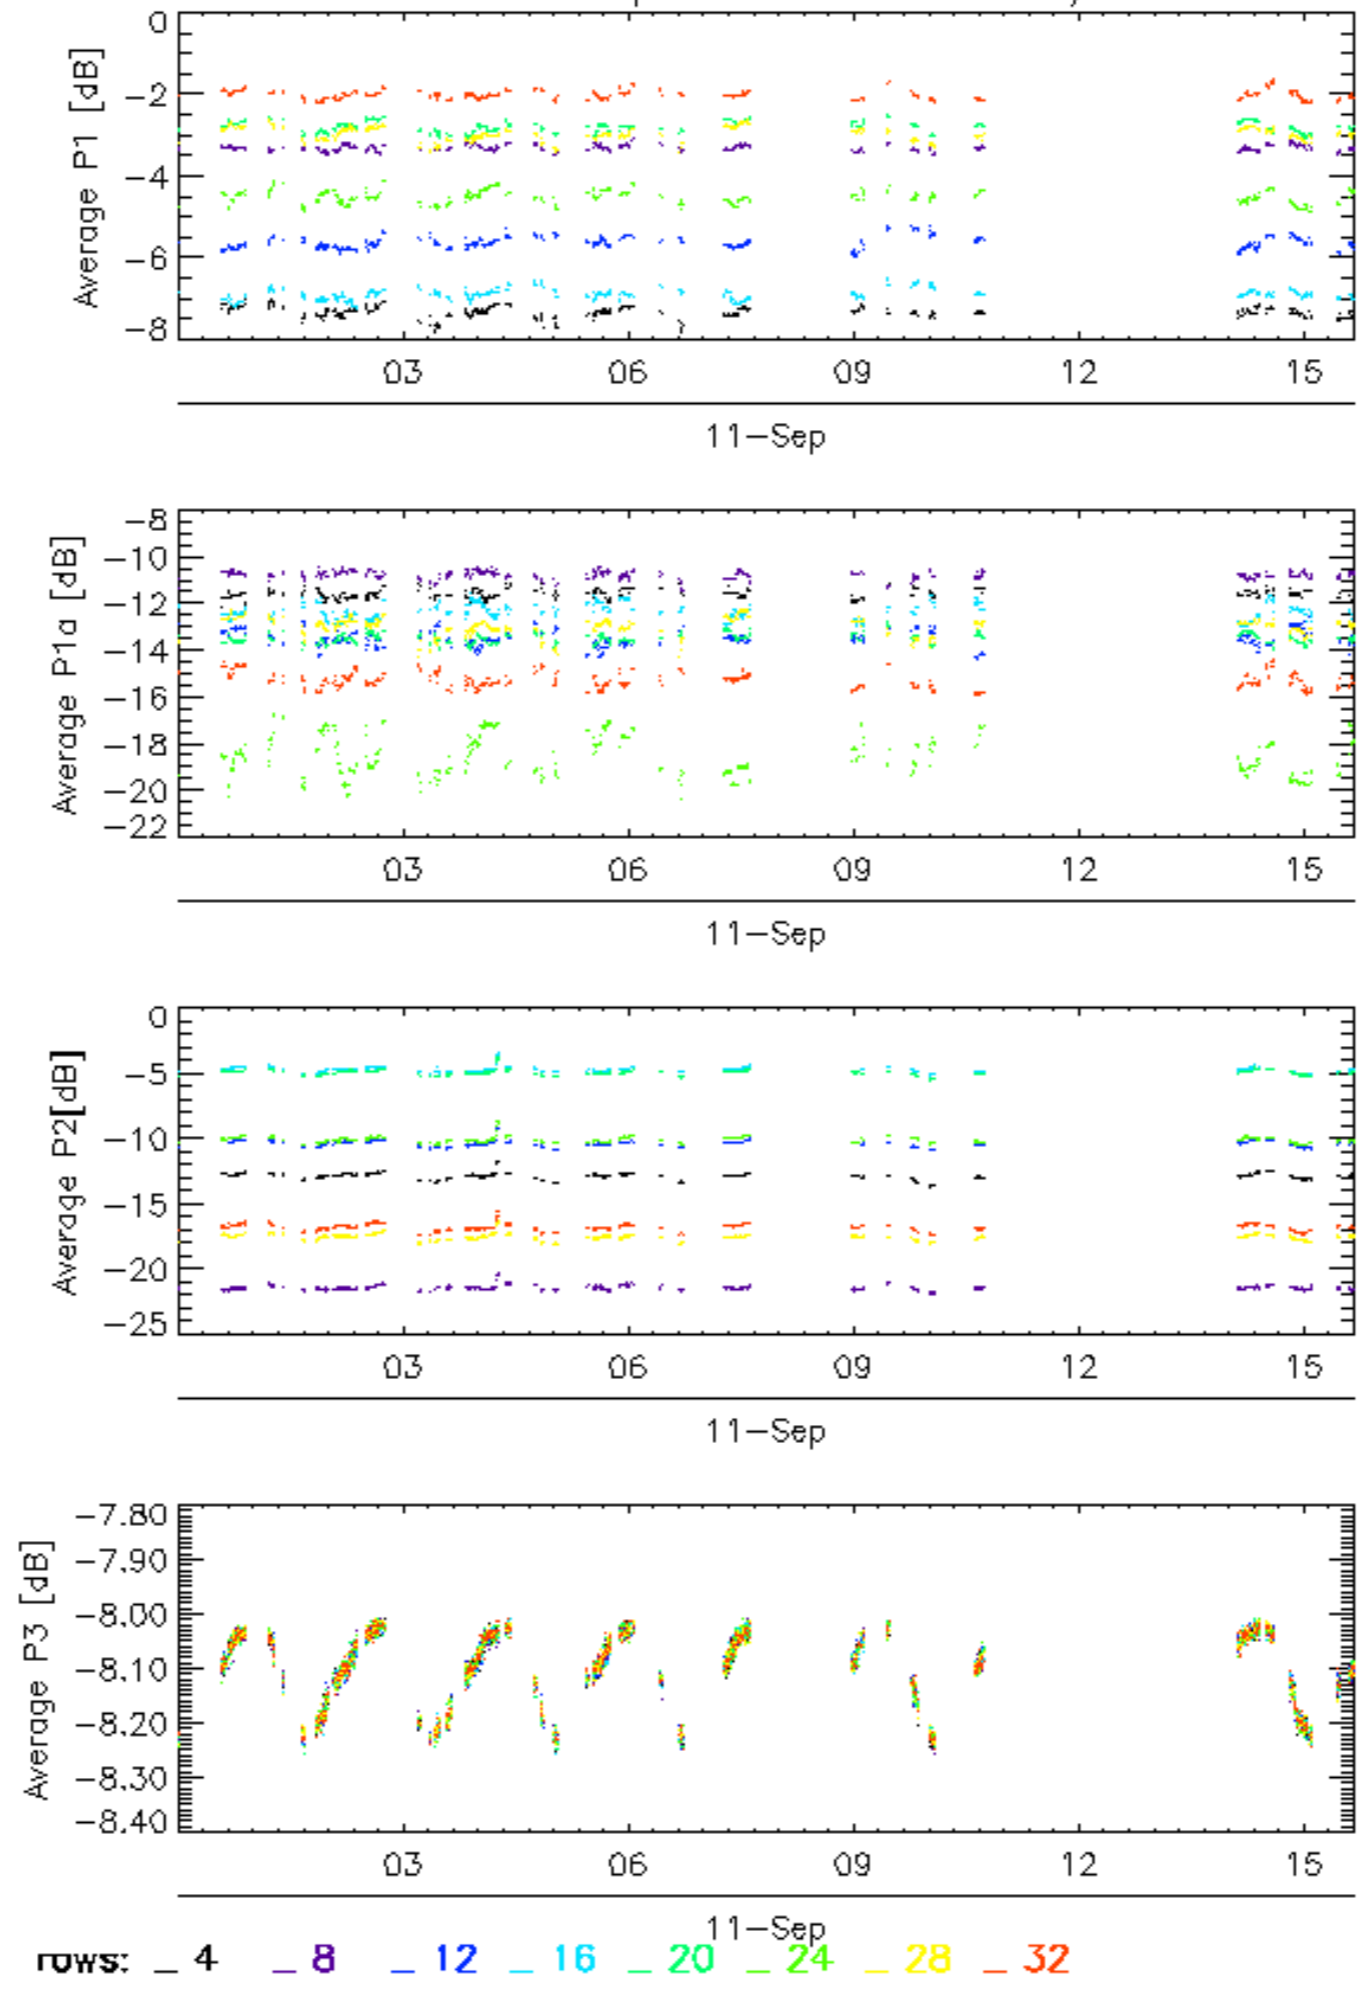 0
−2
−4
−6
−8
Average P1 [dB]
03 06 09 12 15
11−Sep
−8
−10
−12
−14
−16
−18
−20
−22
Average P1a [dB]
03 06 09 12 15
11−Sep
0
−5
−10
−15
−20
−25
Average P2[dB]
03 06 09 12 15
11−Sep
−7.80
−7.90
−8.00
−8.10
−8.20
−8.30
−8.40
Average P3 [dB]
03 06 09 12 15
11−Sep
rows: _ 4 _ 8 _ 12 _ 16 _ 20 _ 24 _ 28 _ 32